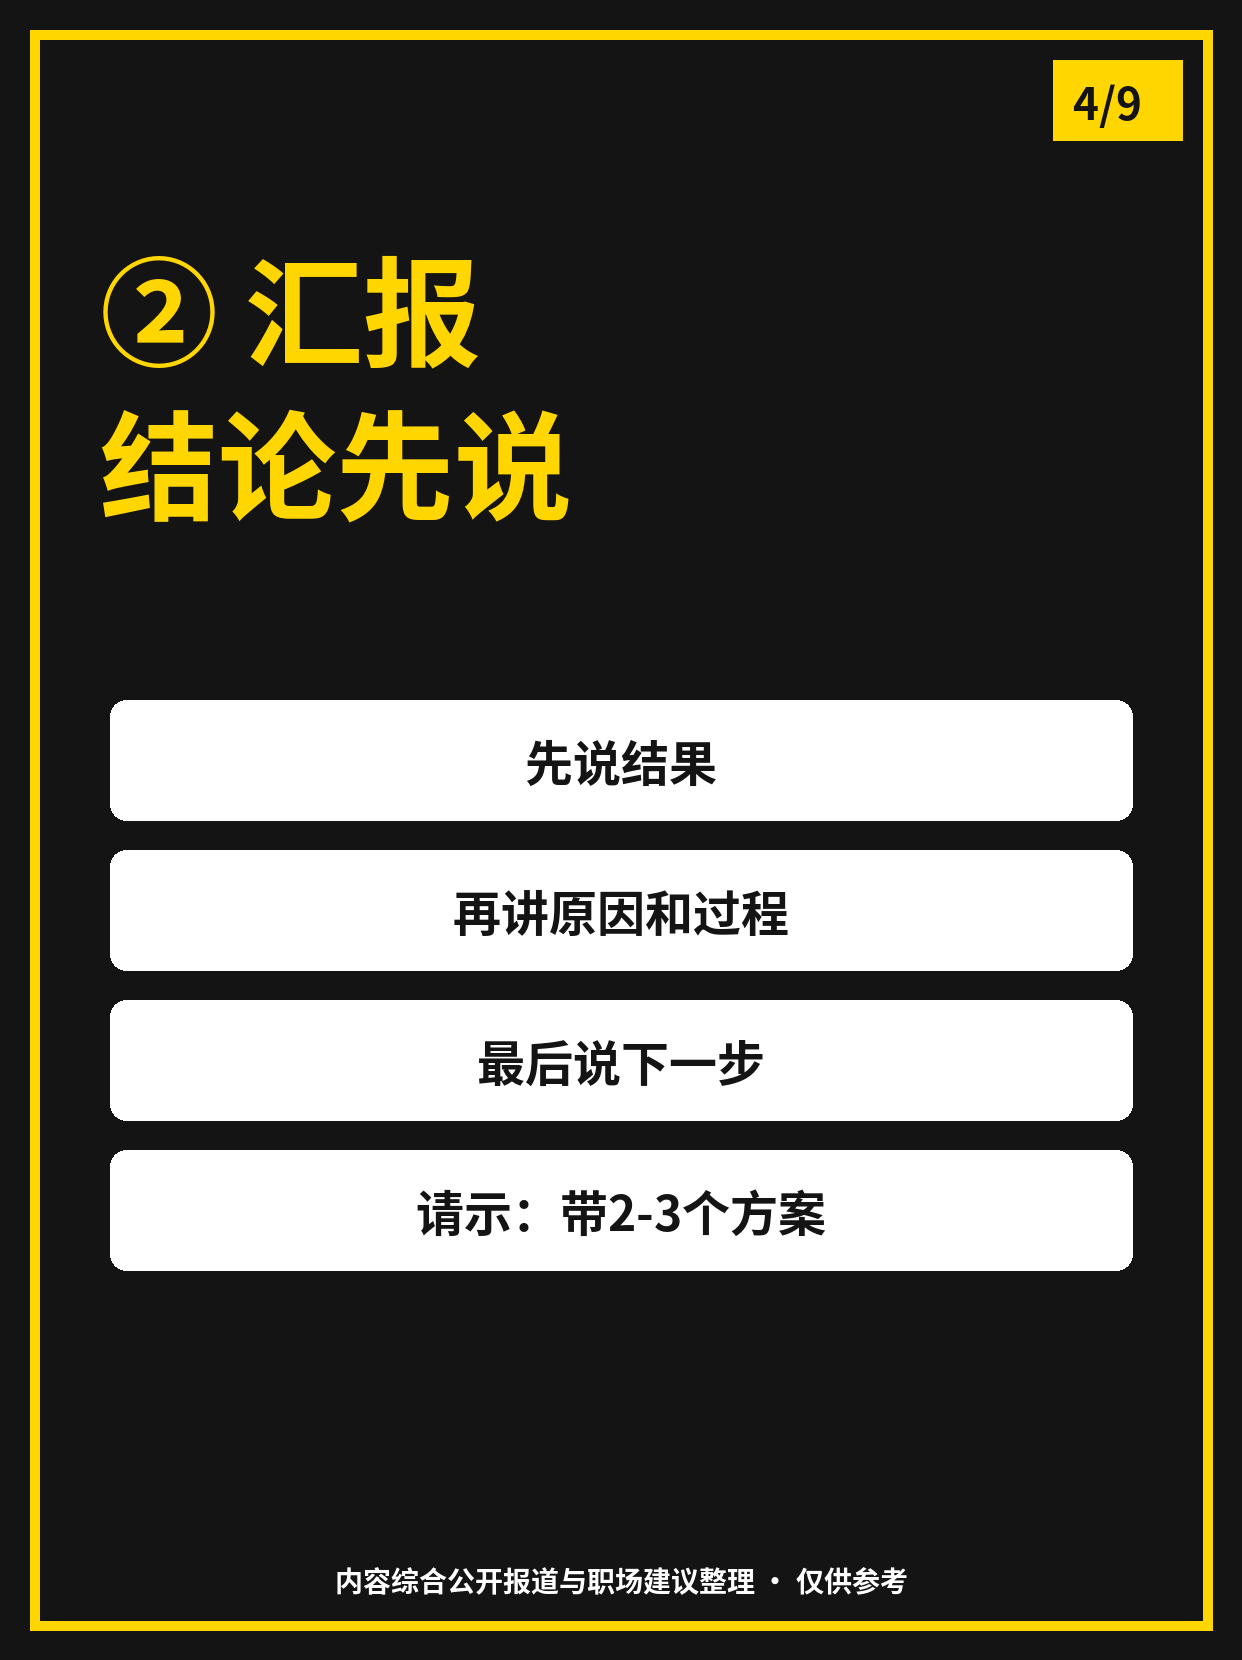 4/9
② 汇报
结论先说
先说结果
再讲原因和过程
最后说下一步
请示：带2-3个方案
内容综合公开报道与职场建议整理 · 仅供参考